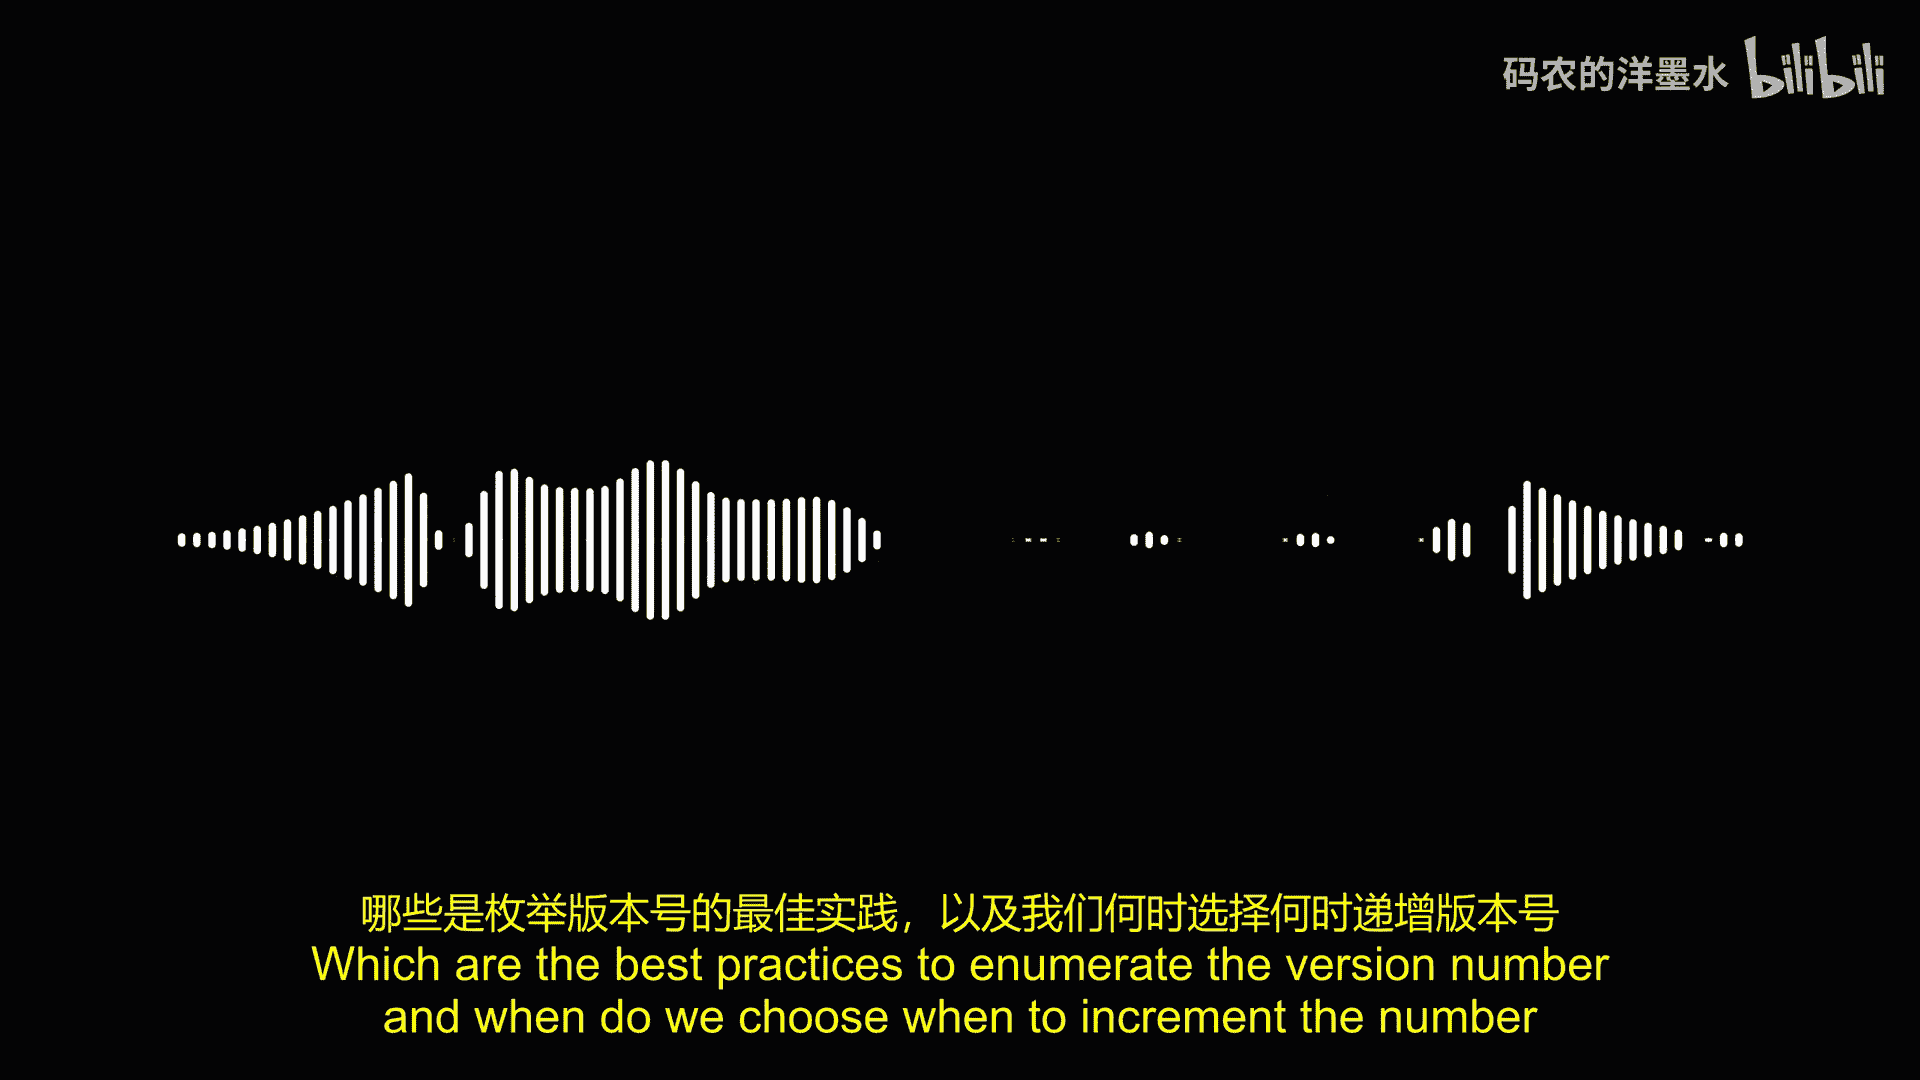 码农的洋墨水 bilibili
哪些是枚举版本号的最佳实践，以及我们何时选择何时递增版本号
Which are the best practices to enumerate the version number
and when do we choose when to increment the number